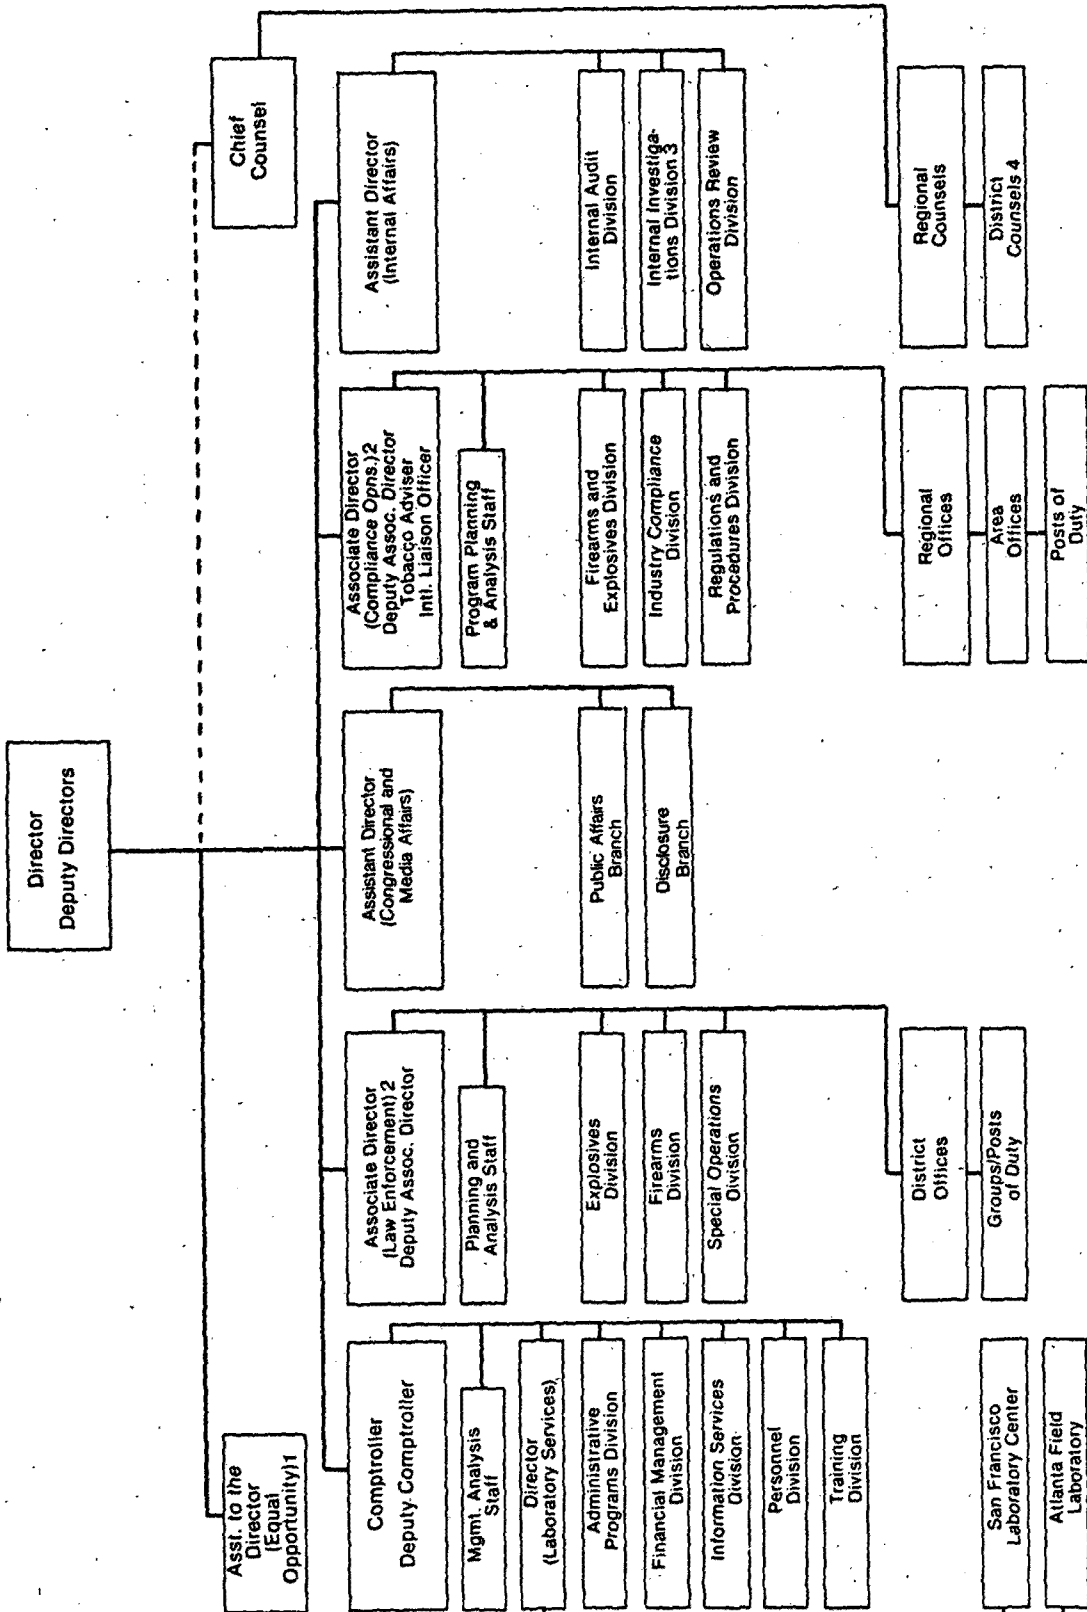 Director
Deputy Directors
Asst. to the
Director
(Equal
Opportunity)1
Chief
Counsel
Comptroller
Deputy Comptroller
Mgmt. Analysis
Staff
Director
(Laboratory Services)
Administrative
Programs Division
Financial Management
Division
Information Services
Division
Personnel
Division
Training
Division
San Francisco
Laboratory Center
Atlanta Field
Laboratory
Associate Director
(Law Enforcement)2
Deputy Assoc. Director
Planning and
Analysis Staff
Explosives
Division
Firearms
Division
Special Operations
Division
District
Offices
Groups/Posts
of Duty
Assistant Director
(Congressional and
Media Affairs)
Public Affairs
Branch
Disclosure
Branch
Associate Director
(Compliance Opns.)2
Deputy Assoc. Director
Tobacco Adviser
Intl. Liaison Officer
Program Planning
& Analysis Staff
Firearms and
Explosives Division
Industry Compliance
Division
Regulations and
Procedures Division
Regional
Offices
Area
Offices
Posts of
Duty
Assistant Director
(Internal Affairs)
Internal Audit
Division
Internal Investiga-
tions Division 3
Operations Review
Division
Regional
Counsels
District
Counsels 4